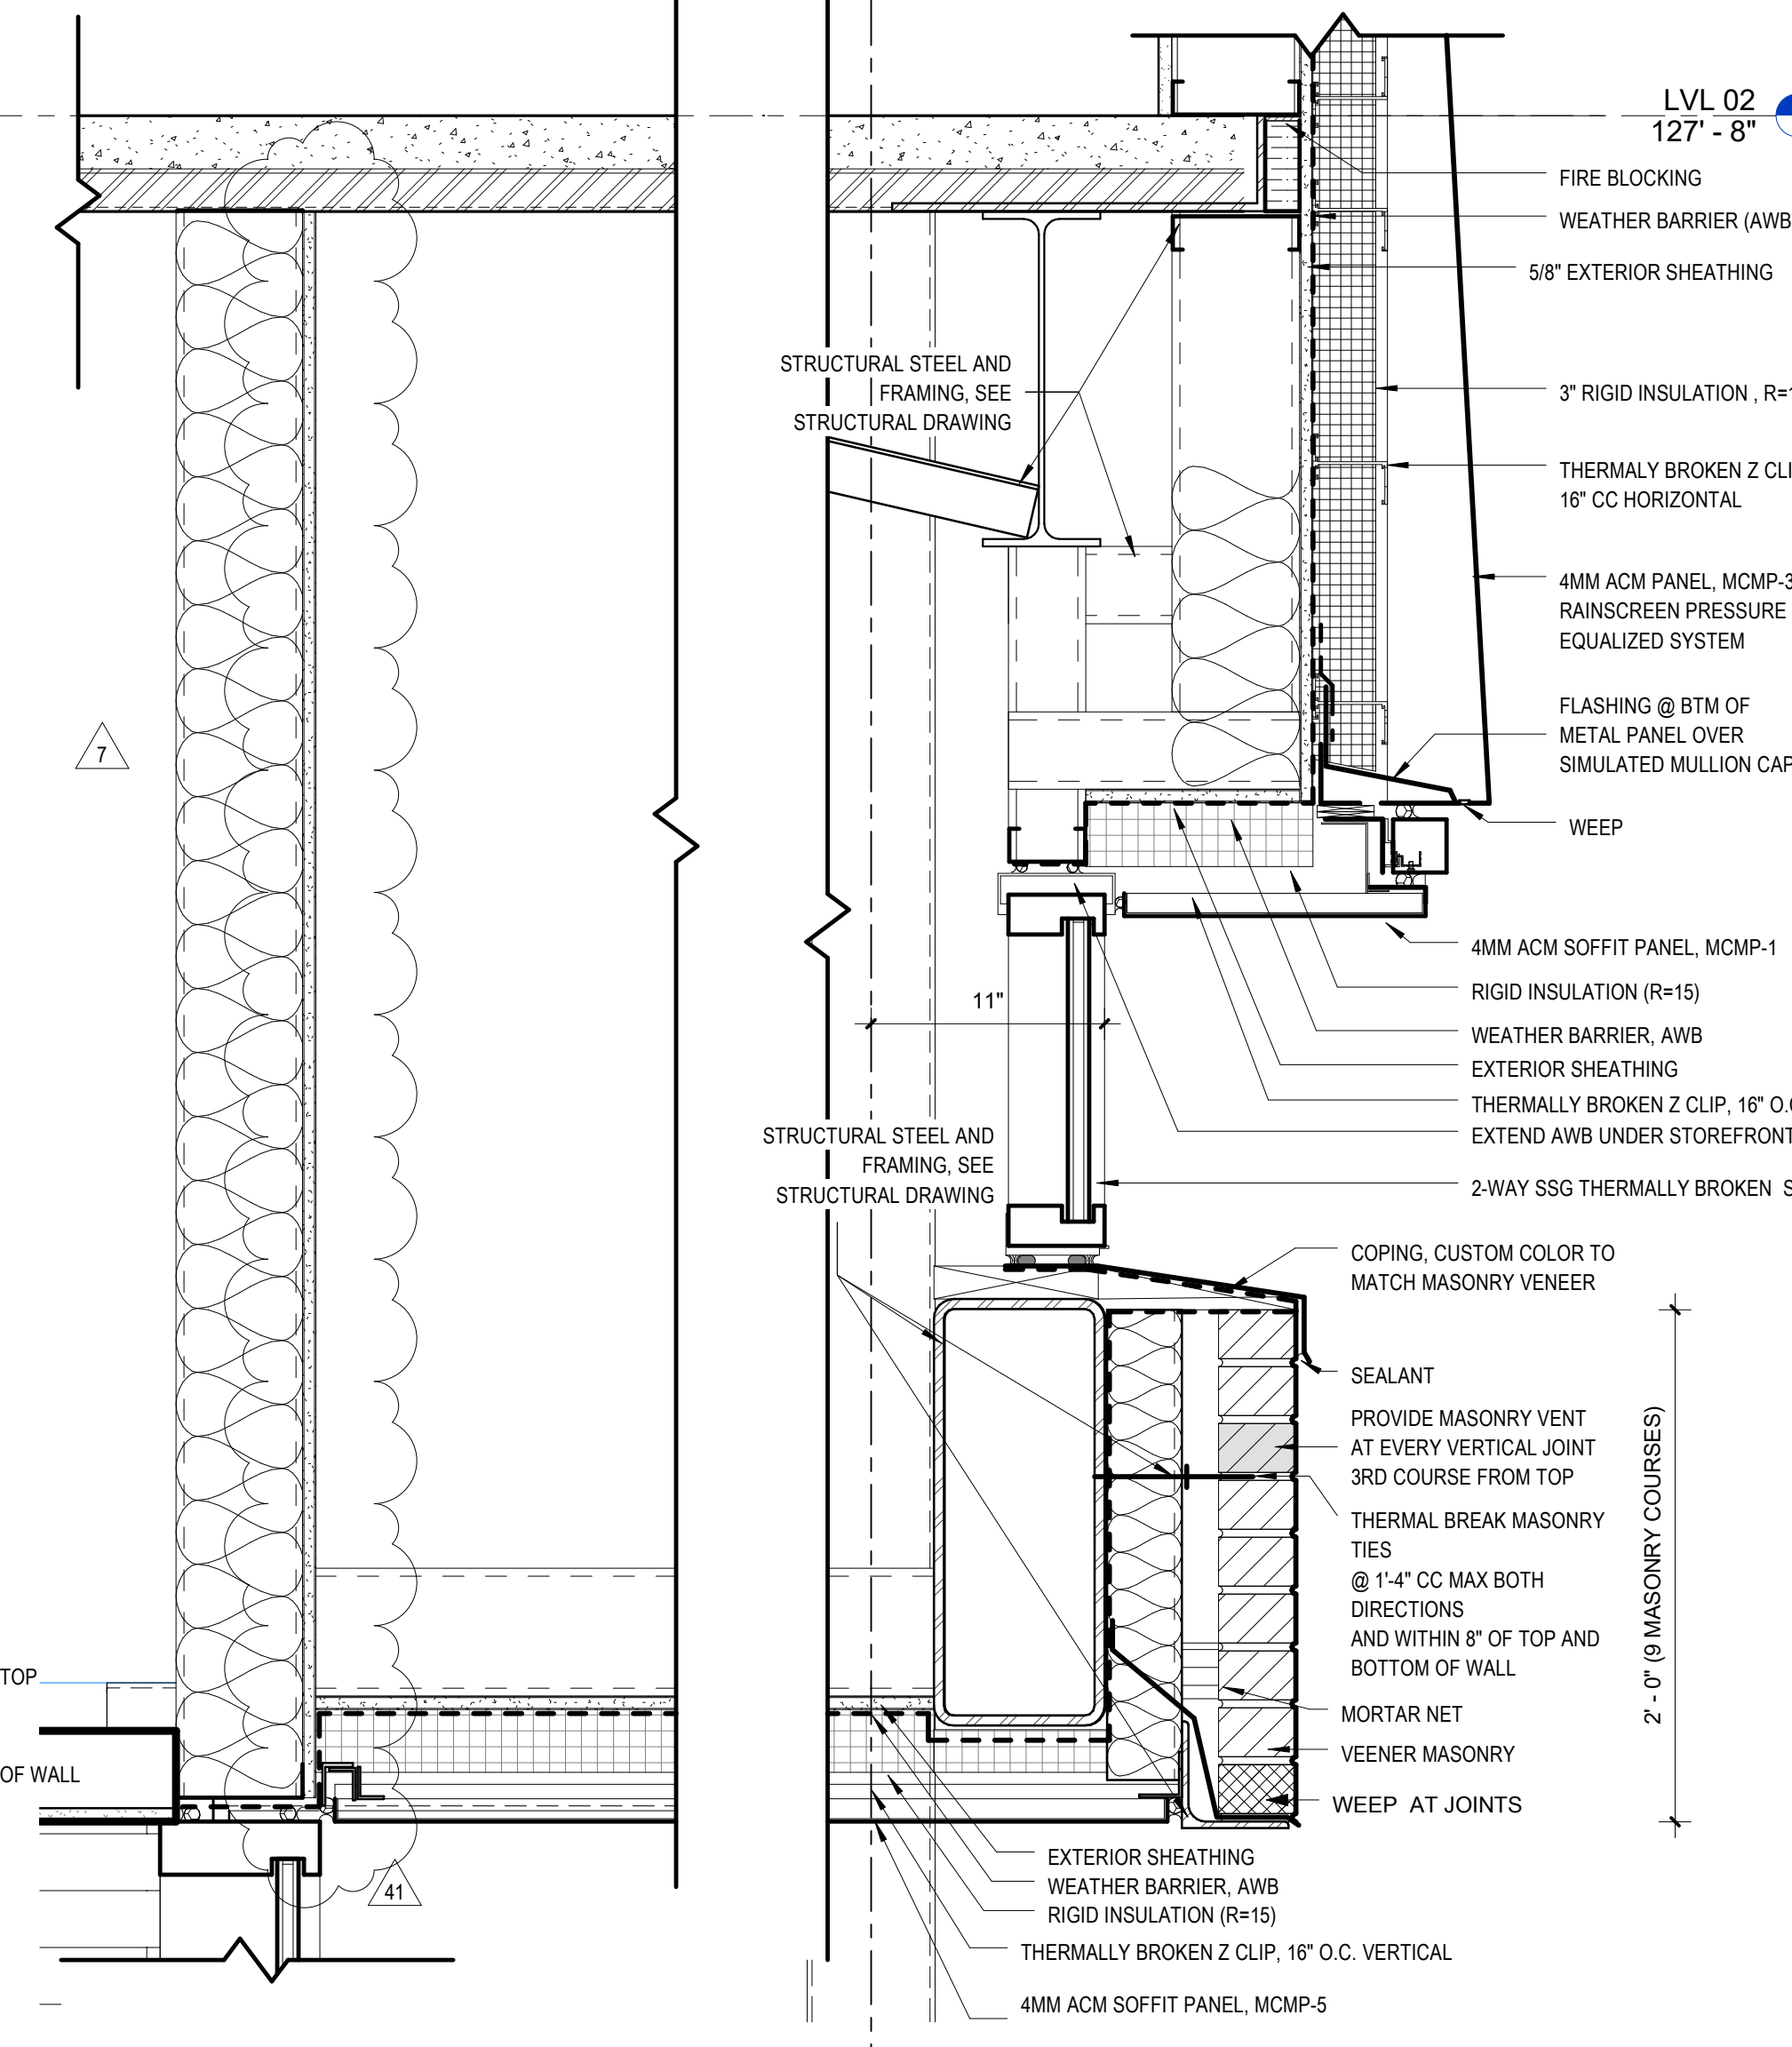 LVL 02
127' - 8"
FIRE BLOCKING
WEATHER BARRIER (AWB
5/8" EXTERIOR SHEATHING
STRUCTURAL STEEL AND
FRAMING, SEE
STRUCTURAL DRAWING
3" RIGID INSULATION , R=1
THERMALY BROKEN Z CLI
16" CC HORIZONTAL
4MM ACM PANEL, MCMP-3
RAINSCREEN PRESSURE
EQUALIZED SYSTEM
FLASHING @ BTM OF
METAL PANEL OVER
SIMULATED MULLION CAP
7
WEEP
4MM ACM SOFFIT PANEL, MCMP-1
RIGID INSULATION (R=15)
11"
WEATHER BARRIER, AWB
EXTERIOR SHEATHING
THERMALLY BROKEN Z CLIP, 16" O.C
EXTEND AWB UNDER STOREFRONT
STRUCTURAL STEEL AND
FRAMING, SEE
STRUCTURAL DRAWING
2-WAY SSG THERMALLY BROKEN S
COPING, CUSTOM COLOR TO
MATCH MASONRY VENEER
SEALANT
PROVIDE MASONRY VENT
AT EVERY VERTICAL JOINT
3RD COURSE FROM TOP
THERMAL BREAK MASONRY
TIES
@ 1'-4" CC MAX BOTH
DIRECTIONS
AND WITHIN 8" OF TOP AND
BOTTOM OF WALL
2' - 0" (9 MASONRY COURSES)
TOP
MORTAR NET
VEENER MASONRY
OF WALL
WEEP AT JOINTS
EXTERIOR SHEATHING
WEATHER BARRIER, AWB
41
RIGID INSULATION (R=15)
THERMALLY BROKEN Z CLIP, 16" O.C. VERTICAL
4MM ACM SOFFIT PANEL, MCMP-5